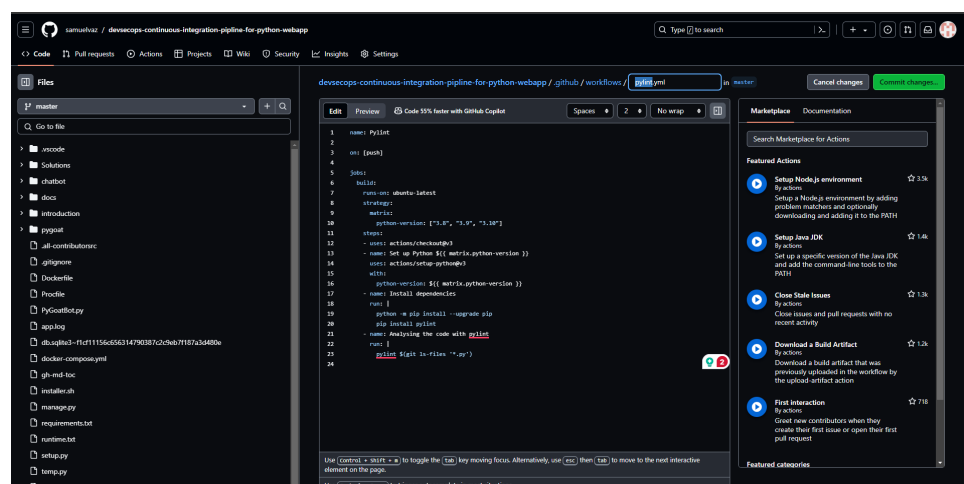 samuelvaz / devsecops-continuous-integration-pipline-for-python-webapp
Type / to search
Code Pull requests Actions Projects Wiki Security Insights Settings
Files
master
Go to file
.vscode
Solutions
chatbot
docs
introduction
pygoat
.all-contributorsrc
.gitignore
Dockerfile
Procfile
PyGoatBot.py
app.log
db.sqlite3~f1cf11156c656314790387c2c9eb7f187a3d480e
docker-compose.yml
gh-md-toc
installer.sh
manage.py
requirements.txt
runtime.txt
setup.py
temp.py
devsecops-continuous-integration-pipline-for-python-webapp / .github / workflows / pylint.yml in master
Cancel changes Commit changes...
Edit Preview Code 55% faster with GitHub Copilot Spaces 2 No wrap
1 name: Pylint
2
3 on: [push]
4
5 jobs:
6 build:
7 runs-on: ubuntu-latest
8 strategy:
9 matrix:
10 python-version: ["3.8", "3.9", "3.10"]
11 steps:
12 - uses: actions/checkout@v3
13 - name: Set up Python ${{ matrix.python-version }}
14 uses: actions/setup-python@v3
15 with:
16 python-version: ${{ matrix.python-version }}
17 - name: Install dependencies
18 run: |
19 python -m pip install --upgrade pip
20 pip install pylint
21 - name: Analysing the code with pylint
22 run: |
23 pylint $(git ls-files '*.py')
24
2
Use Control + Shift + m to toggle the tab key moving focus. Alternatively, use esc then tab to move to the next interactive
element on the page.
Marketplace Documentation
Search Marketplace for Actions
Featured Actions
Setup Node.js environment 3.5k
By actions
Setup a Node.js environment by adding
problem matchers and optionally
downloading and adding it to the PATH
Setup Java JDK 1.4k
By actions
Set up a specific version of the Java JDK
and add the command-line tools to the
PATH
Close Stale Issues 1.3k
By actions
Close issues and pull requests with no
recent activity
Download a Build Artifact 1.2k
By actions
Download a build artifact that was
previously uploaded in the workflow by
the upload-artifact action
First interaction 718
By actions
Greet new contributors when they
create their first issue or open their first
pull request
Featured categories